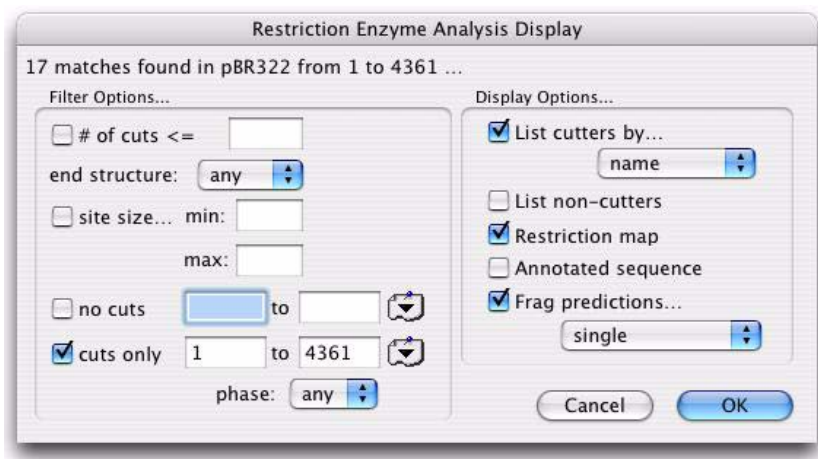 Restriction Enzyme Analysis Display
17 matches found in pBR322 from 1 to 4361 ...
Filter Options...
# of cuts <=
end structure: any
site size... min:
max:
no cuts to
cuts only 1 to 4361
phase: any
Display Options...
List cutters by...
name
List non-cutters
Restriction map
Annotated sequence
Frag predictions...
single
Cancel OK